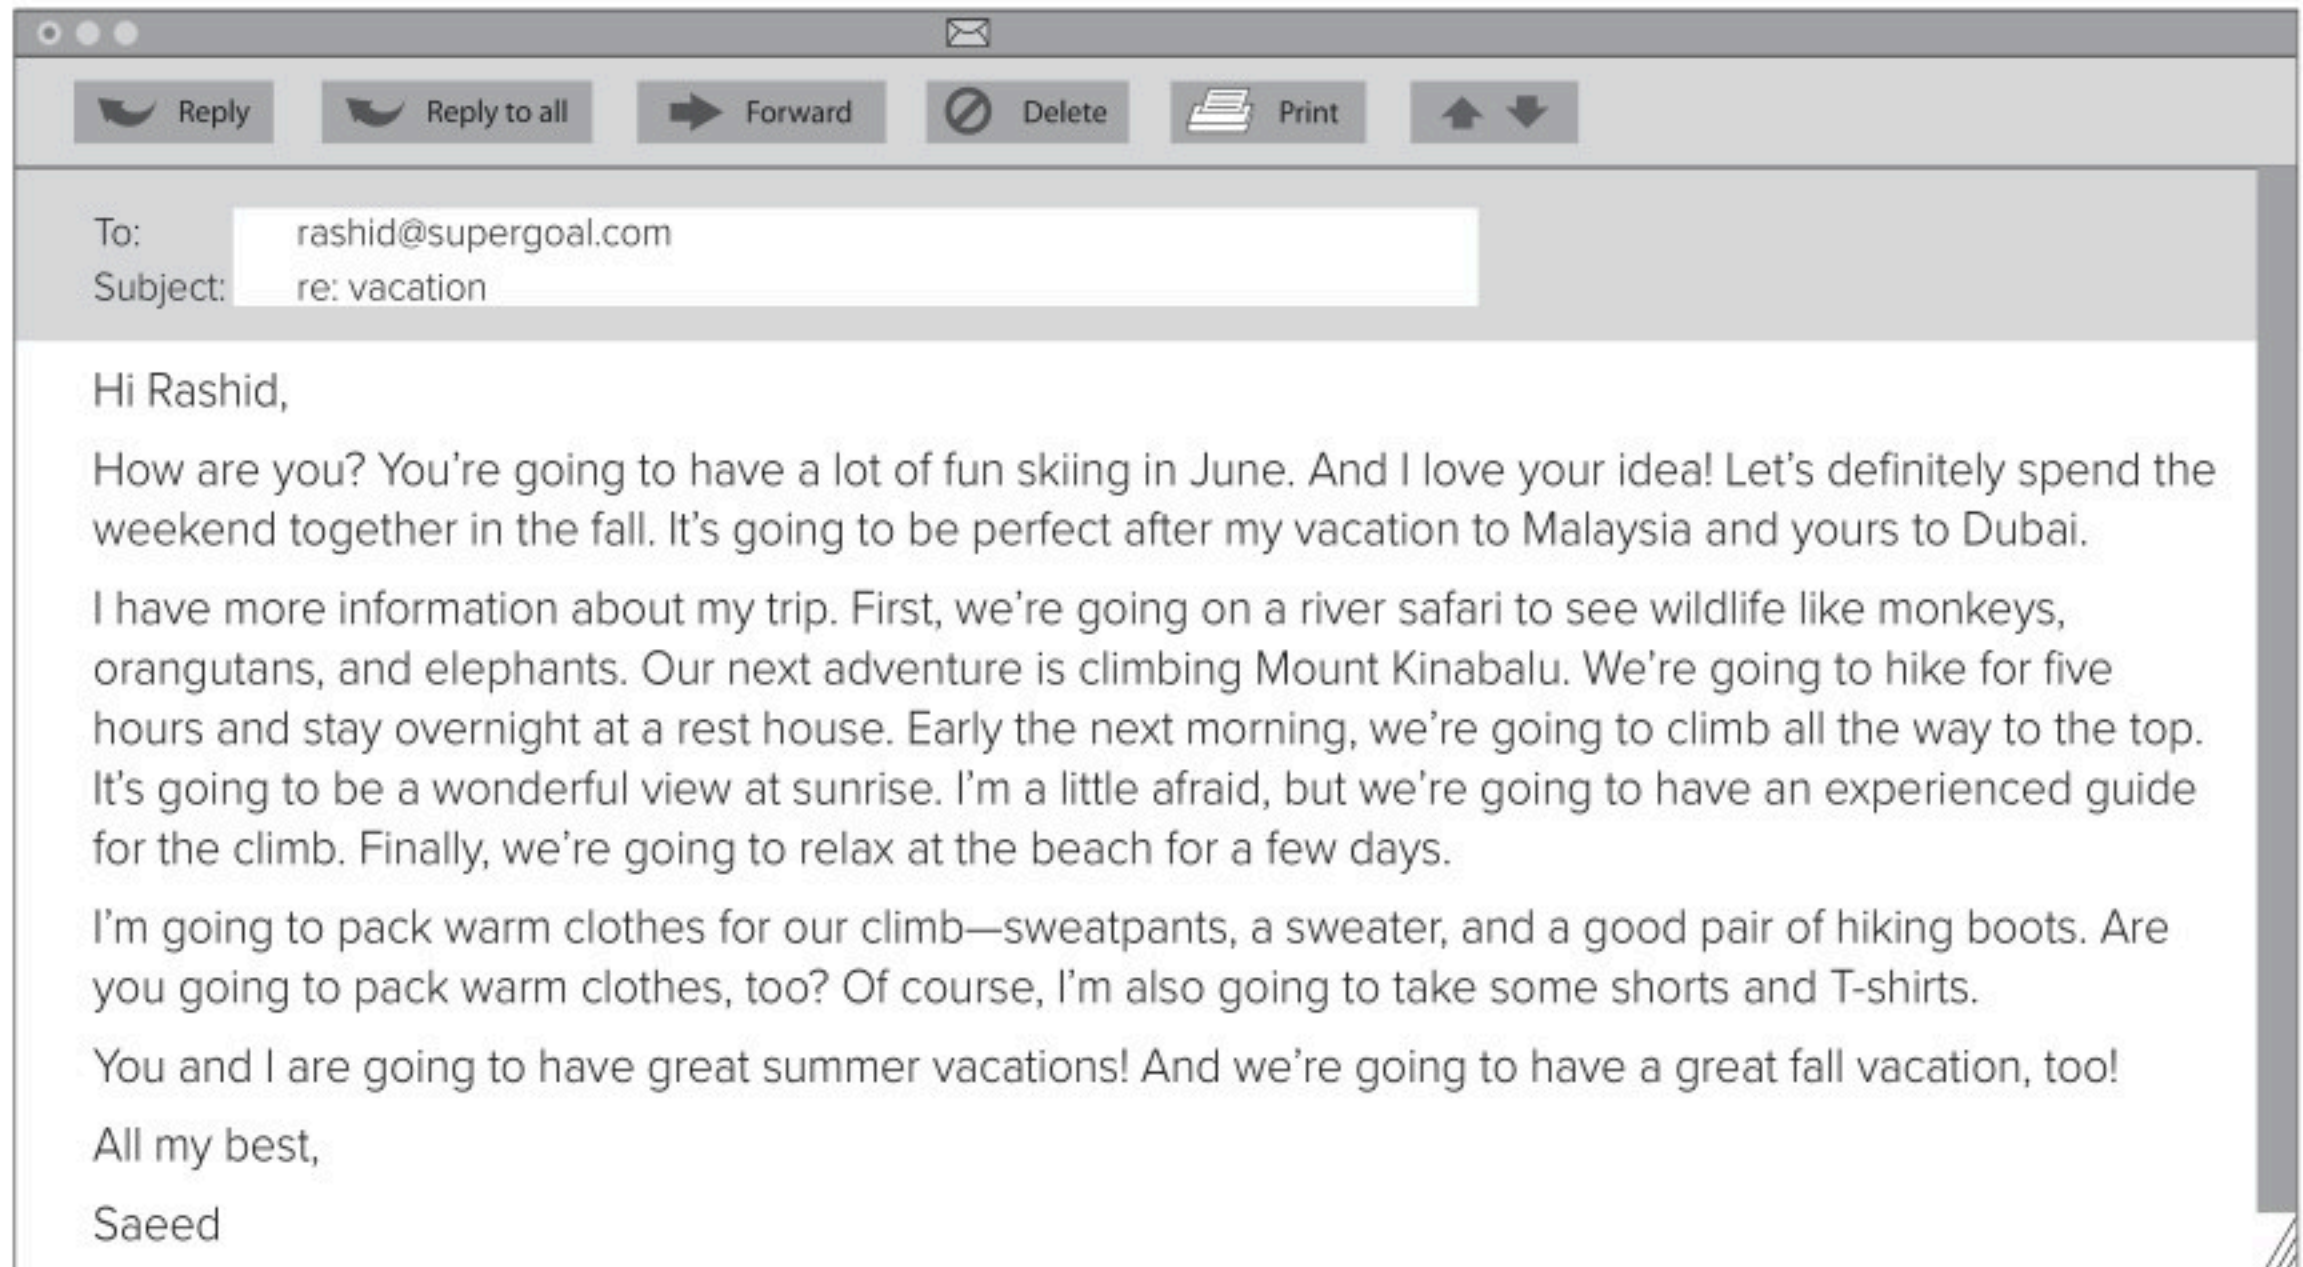 Reply Reply to all Forward Delete Print
To: rashid@supergoal.com
Subject: re: vacation
Hi Rashid,
How are you? You’re going to have a lot of fun skiing in June. And I love your idea! Let’s definitely spend the
weekend together in the fall. It’s going to be perfect after my vacation to Malaysia and yours to Dubai.
I have more information about my trip. First, we’re going on a river safari to see wildlife like monkeys,
orangutans, and elephants. Our next adventure is climbing Mount Kinabalu. We’re going to hike for five
hours and stay overnight at a rest house. Early the next morning, we’re going to climb all the way to the top.
It’s going to be a wonderful view at sunrise. I’m a little afraid, but we’re going to have an experienced guide
for the climb. Finally, we’re going to relax at the beach for a few days.
I’m going to pack warm clothes for our climb—sweatpants, a sweater, and a good pair of hiking boots. Are
you going to pack warm clothes, too? Of course, I’m also going to take some shorts and T-shirts.
You and I are going to have great summer vacations! And we’re going to have a great fall vacation, too!
All my best,
Saeed